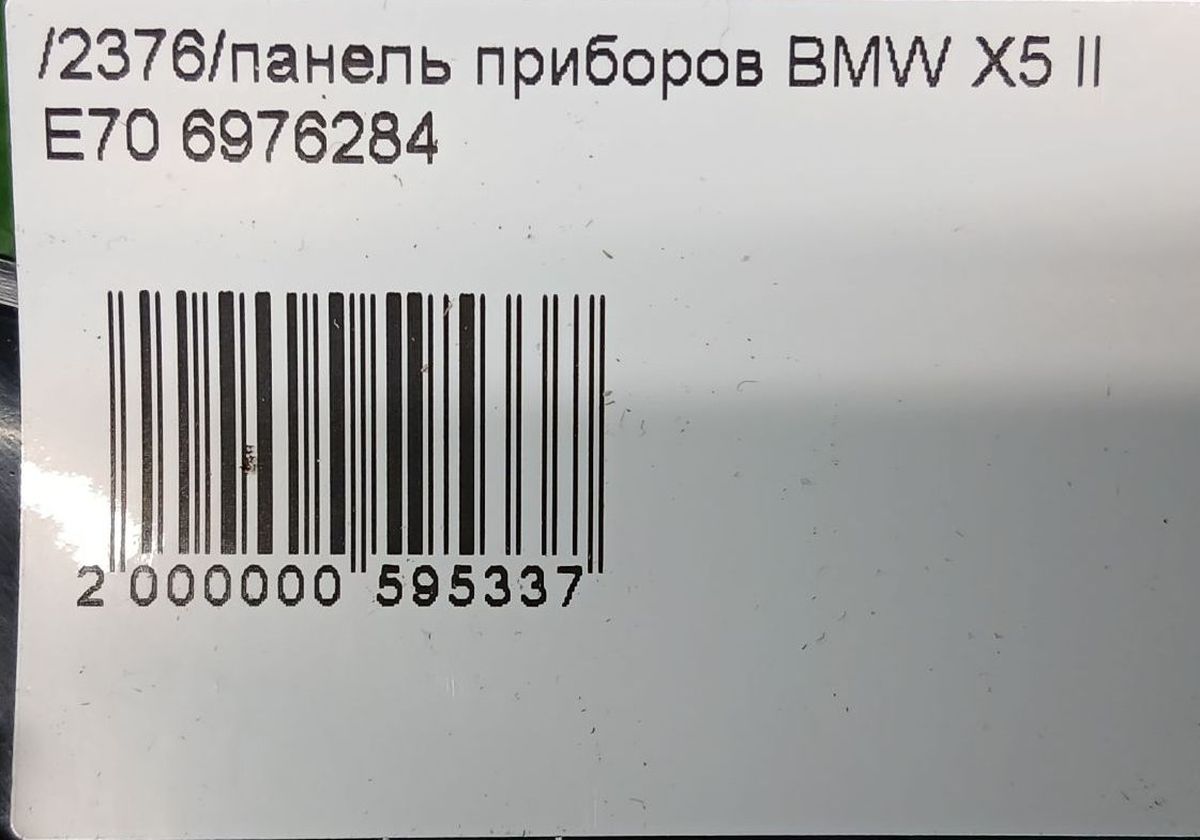 /2376/панель приборов BMW X5 II
E70 6976284
2 000000 595337